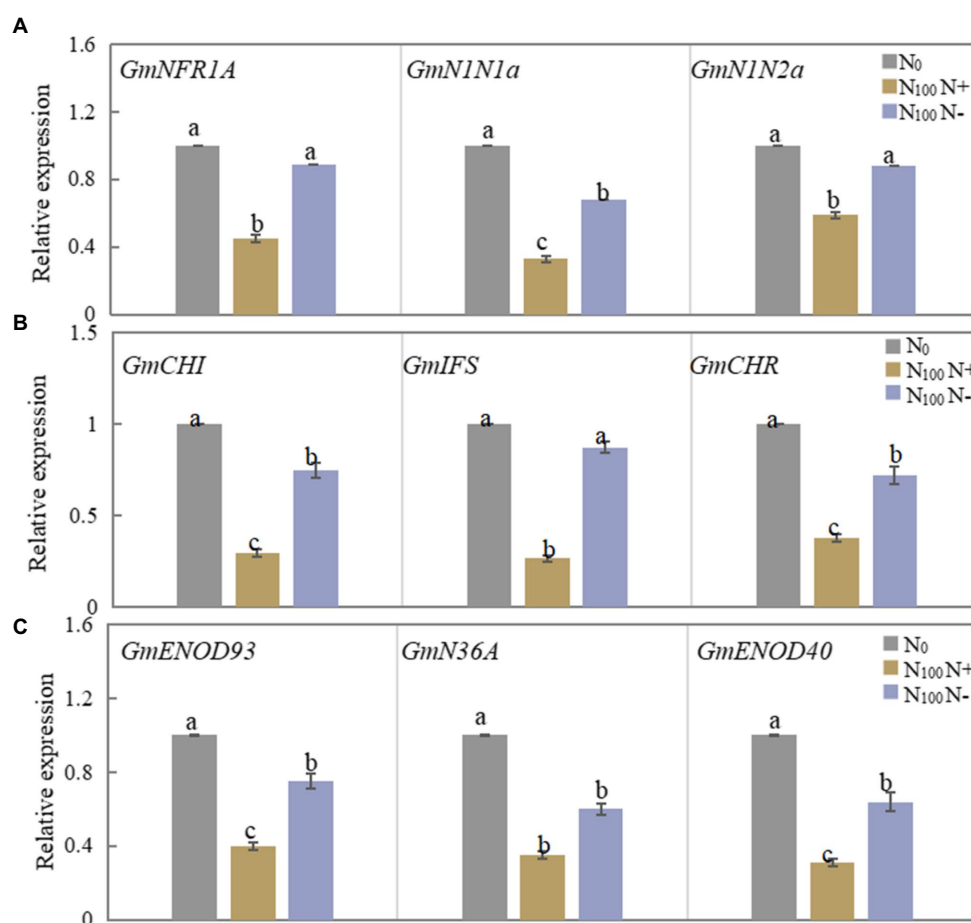 A
1.6
GmNFR1A
GmN1N1a
GmN1N2a
N0
N100 N+
N100 N-
1.2
0.8
0.4
0
Relative expression
a
b
a
a
c
b
a
b
a
B
1.5
GmCHI
GmIFS
GmCHR
N0
N100 N+
N100 N-
1
0.5
0
Relative expression
a
c
b
a
b
a
a
c
b
C
1.6
GmENOD93
GmN36A
GmENOD40
N0
N100 N+
N100 N-
1.2
0.8
0.4
0
Relative expression
a
c
b
a
b
b
a
c
b